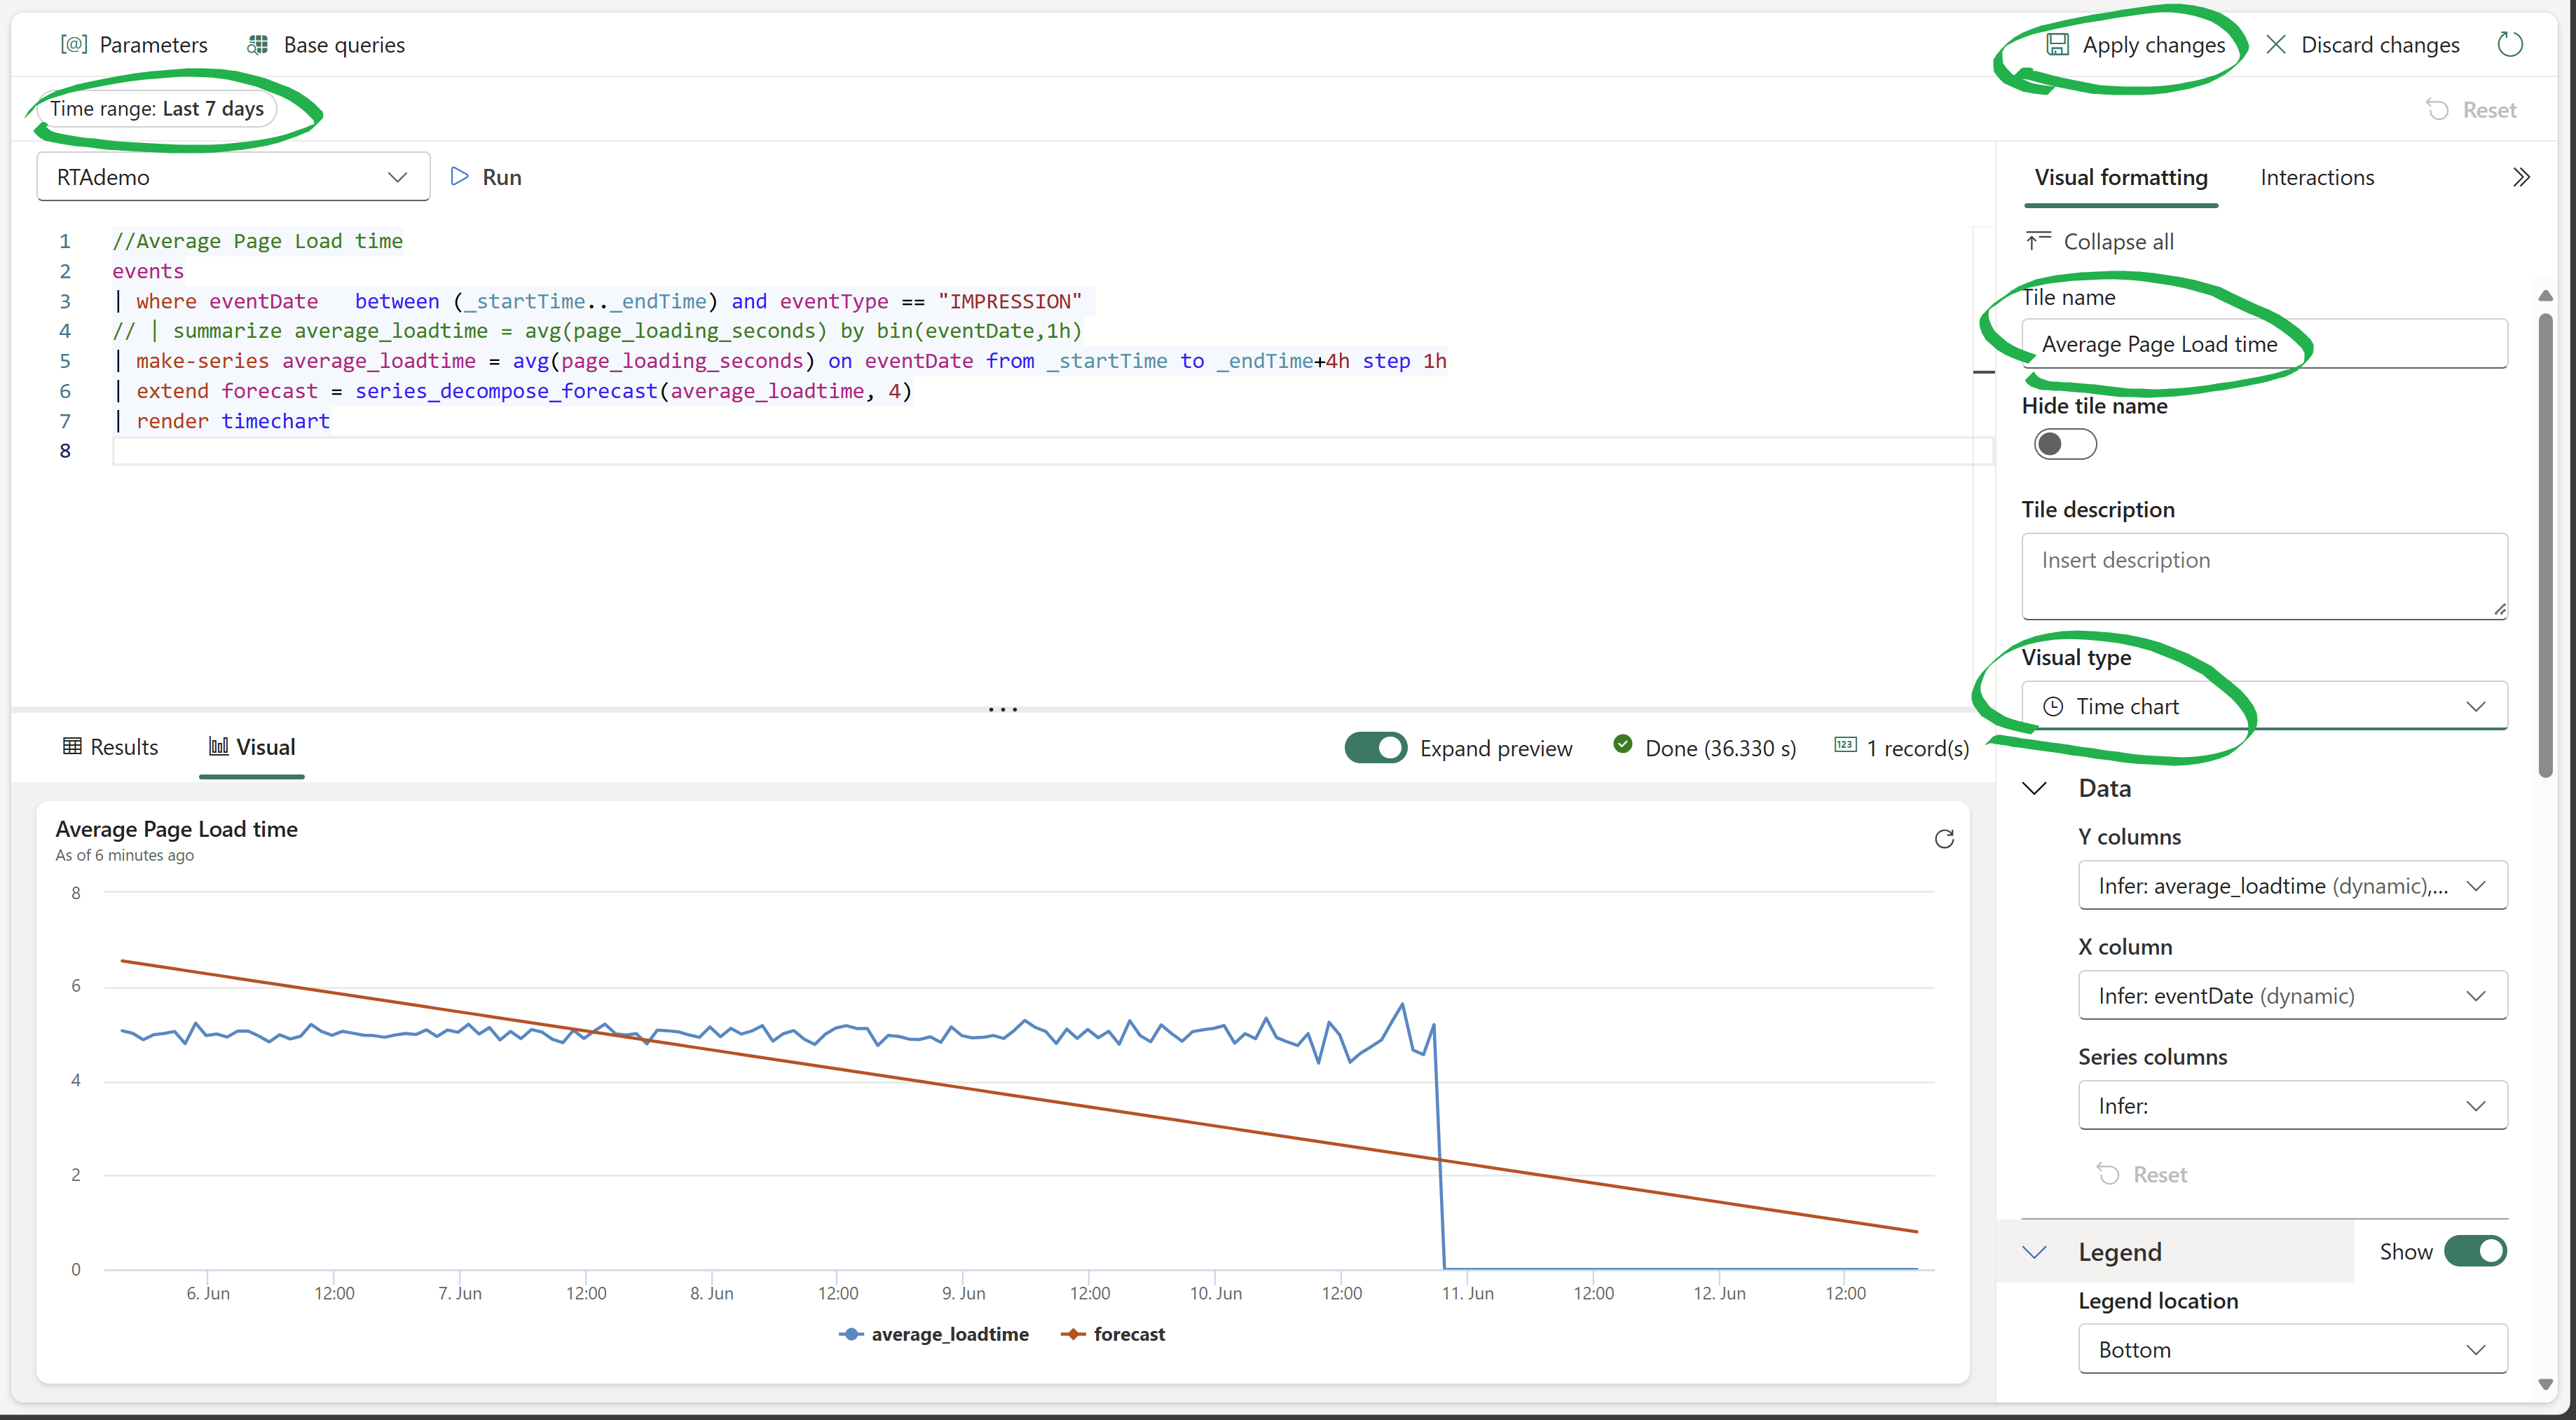 [@] Parameters Base queries Apply changes Discard changes
Time range: Last 7 days Reset
RTAdemo Run
1 //Average Page Load time
2 events
3 | where eventDate   between (_startTime.._endTime) and eventType == "IMPRESSION"
4 // | summarize average_loadtime = avg(page_loading_seconds) by bin(eventDate,1h)
5 | make-series average_loadtime = avg(page_loading_seconds) on eventDate from _startTime to _endTime+4h step 1h
6 | extend forecast = series_decompose_forecast(average_loadtime, 4)
7 | render timechart
8
Results Visual Expand preview Done (36.330 s) 123 1 record(s)
Average Page Load time
As of 6 minutes ago
8
6
4
2
0
6. Jun 12:00 7. Jun 12:00 8. Jun 12:00 9. Jun 12:00 10. Jun 12:00 11. Jun 12:00 12. Jun 12:00
average_loadtime forecast
Visual formatting Interactions
Collapse all
Tile name
Average Page Load time
Hide tile name
Tile description
Insert description
Visual type
Time chart
Data
Y columns
Infer: average_loadtime (dynamic),...
X column
Infer: eventDate (dynamic)
Series columns
Infer:
Reset
Legend Show
Legend location
Bottom